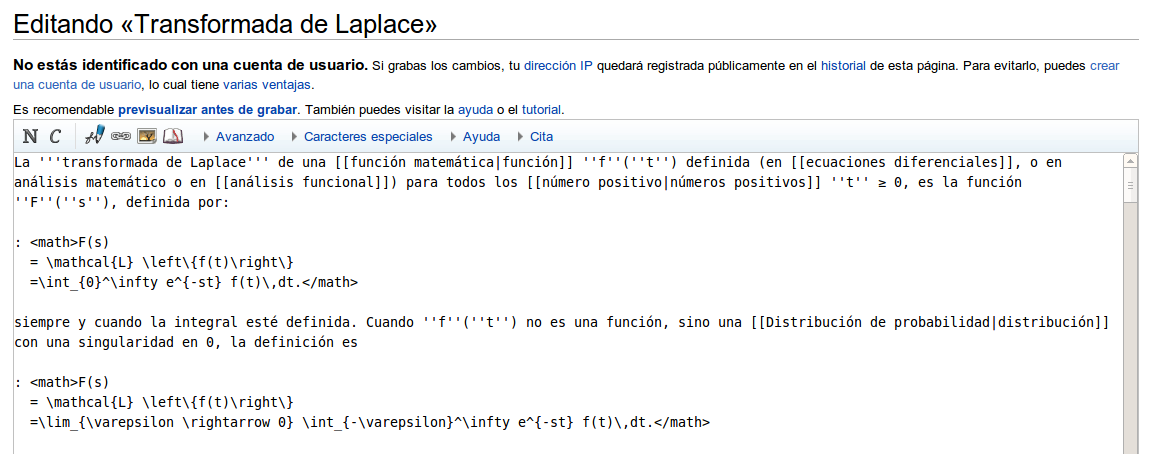 Editando «Transformada de Laplace»
No estás identificado con una cuenta de usuario. Si grabas los cambios, tu dirección IP quedará registrada públicamente en el historial de esta página. Para evitarlo, puedes crear
una cuenta de usuario, lo cual tiene varias ventajas.
Es recomendable previsualizar antes de grabar. También puedes visitar la ayuda o el tutorial.
N C Avanzado Caracteres especiales Ayuda Cita
La '''transformada de Laplace''' de una [[función matemática|función]] ''f''(''t'') definida (en [[ecuaciones diferenciales]], o en
análisis matemático o en [[análisis funcional]]) para todos los [[número positivo|números positivos]] ''t'' ≥ 0, es la función
''F''(''s''), definida por:
: <math>F(s)
= \mathcal{L} \left\{f(t)\right\}
=\int_{0}^\infty e^{-st} f(t)\,dt.</math>
siempre y cuando la integral esté definida. Cuando ''f''(''t'') no es una función, sino una [[Distribución de probabilidad|distribución]]
con una singularidad en 0, la definición es
: <math>F(s)
= \mathcal{L} \left\{f(t)\right\}
=\lim_{\varepsilon \rightarrow 0} \int_{-\varepsilon}^\infty e^{-st} f(t)\,dt.</math>